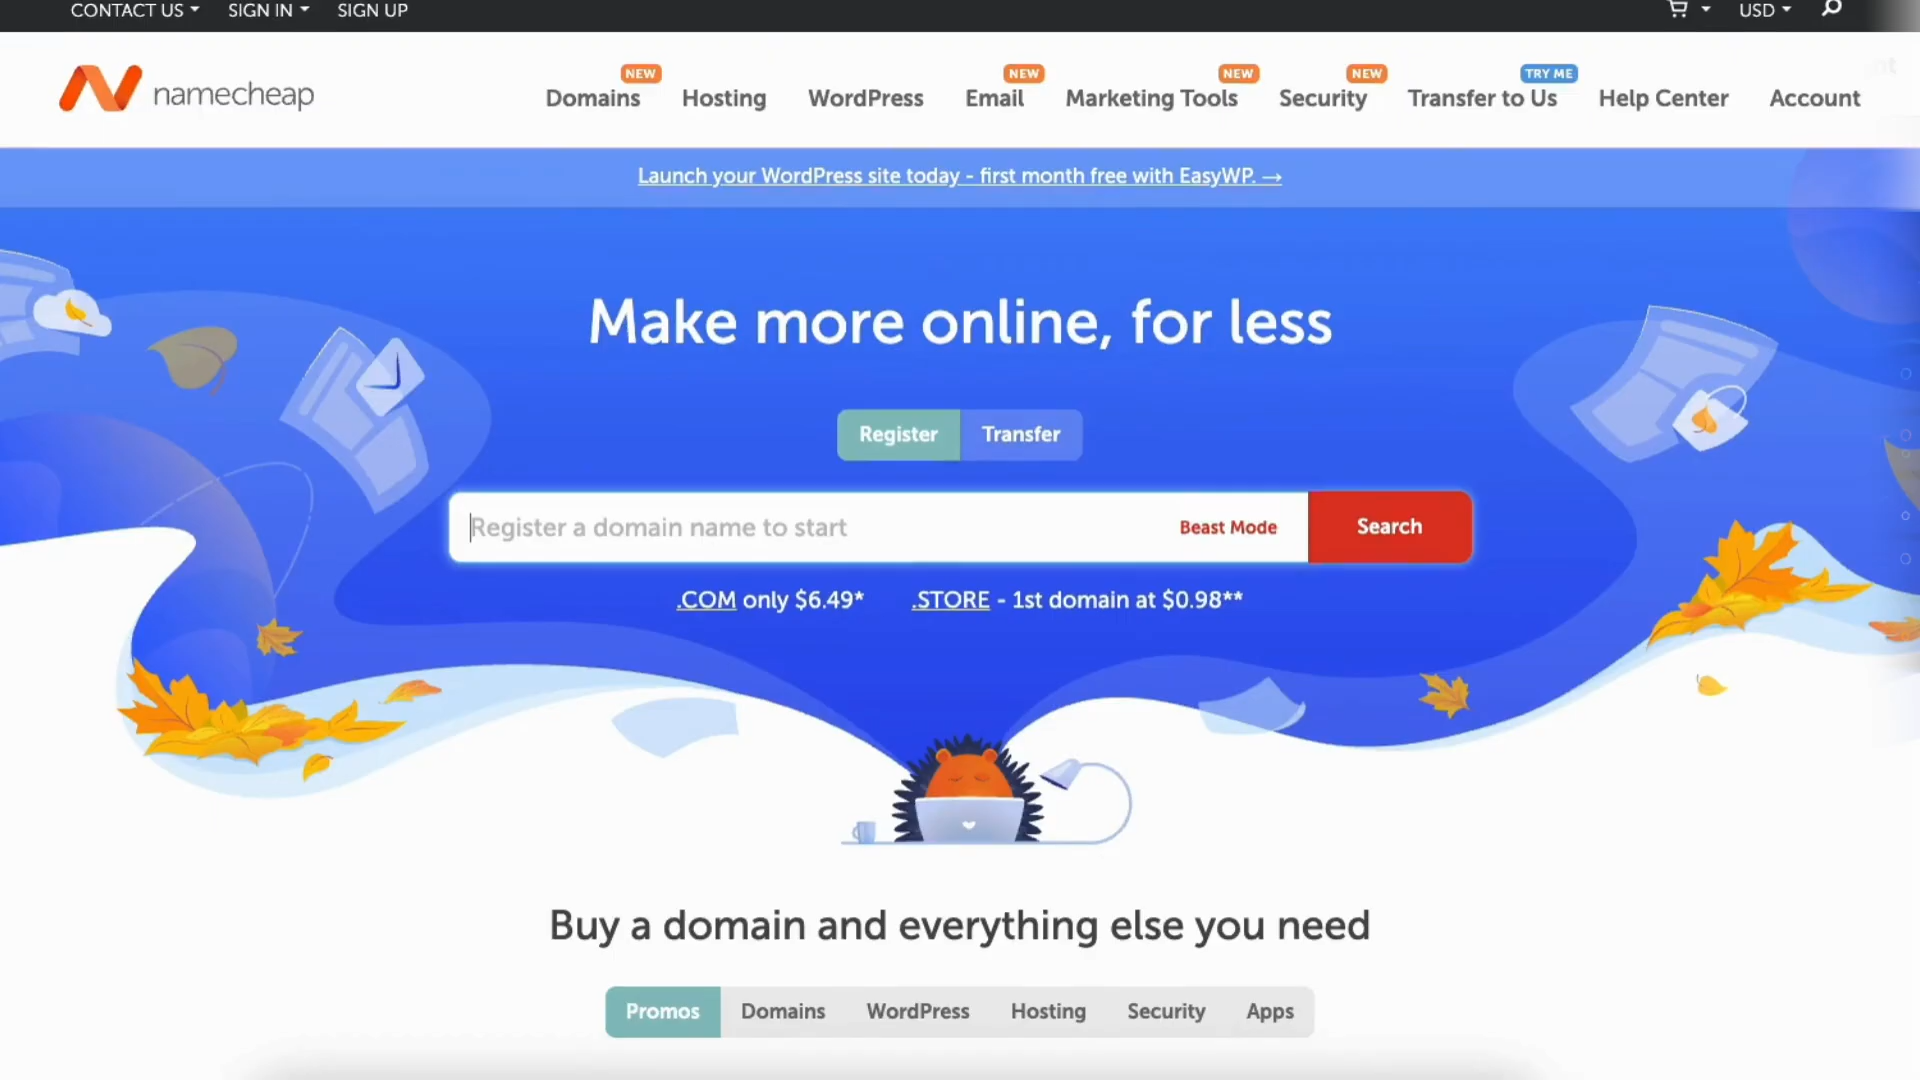 CONTACT US
SIGN IN
SIGN UP
USD
namecheap
NEW
NEW
NEW
NEW
TRY ME
Domains
Hosting
WordPress
Email
Marketing Tools
Security
Transfer to Us
Help Center
Account
Launch your WordPress site today - first month free with EasyWP. →
Make more online, for less
Register
Transfer
Register a domain name to start
Beast Mode
Search
.COM only $6.49*
.STORE - 1st domain at $0.98**
Buy a domain and everything else you need
Promos
Domains
WordPress
Hosting
Security
Apps